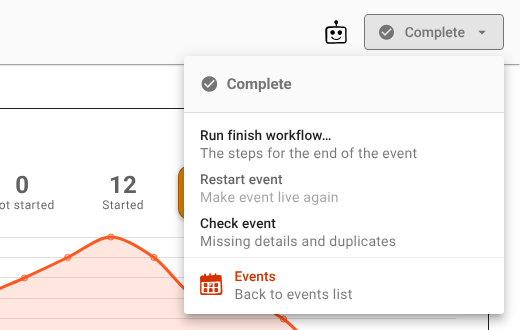 Complete
Complete
Run finish workflow...
The steps for the end of the event
Restart event
Make event live again
Check event
Missing details and duplicates
Events
Back to events list
0
ot started
12
Started